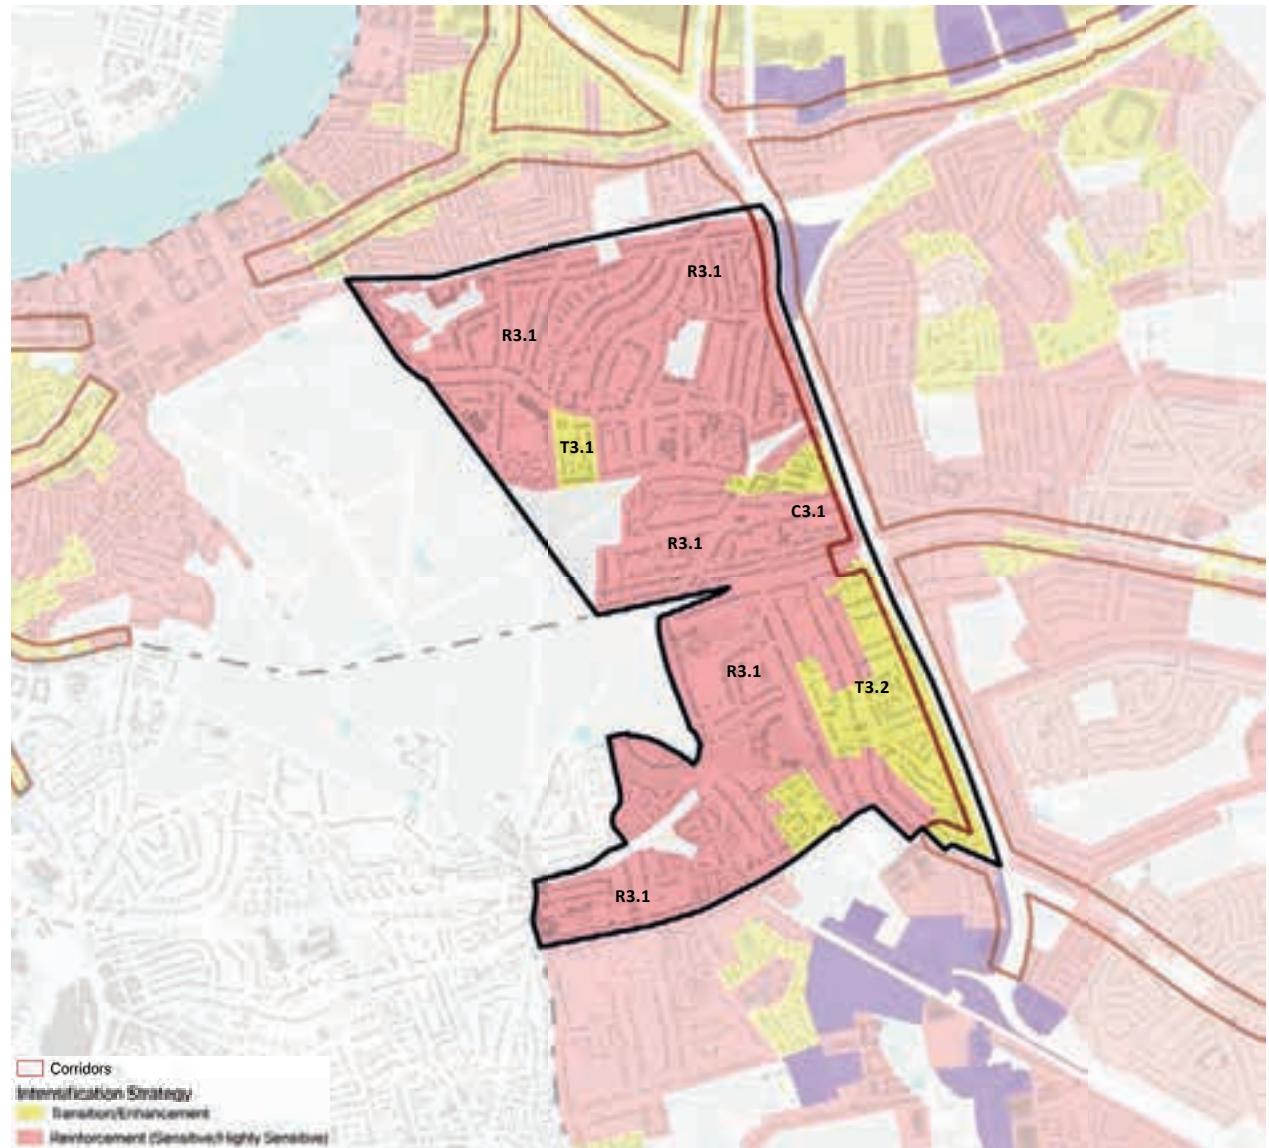 R3.1
R3.1
T3.1
C3.1
R3.1
R3.1
T3.2
R3.1
Corridors
Intensification Strategy
Transition/Enhancement
Reinforcement (Sensitive/Highly Sensitive)